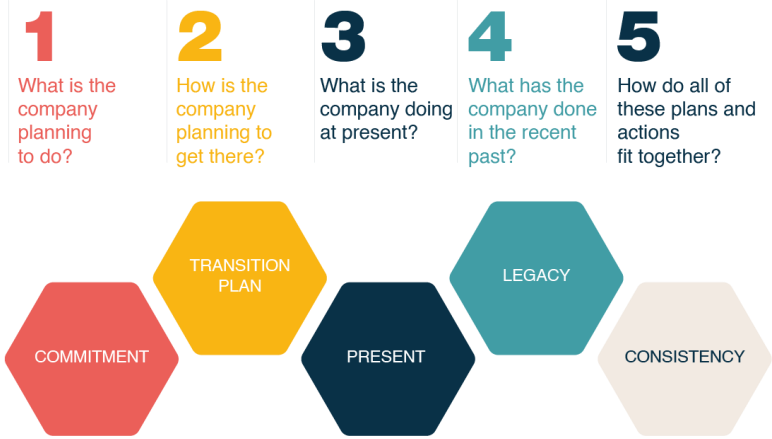 1
What is the
company
planning
to do?
2
How is the
company
planning to
get there?
3
What is the
company doing
at present?
4
What has the
company done
in the recent
past?
5
How do all of
these plans and
actions
fit together?
COMMITMENT
TRANSITION
PLAN
PRESENT
LEGACY
CONSISTENCY